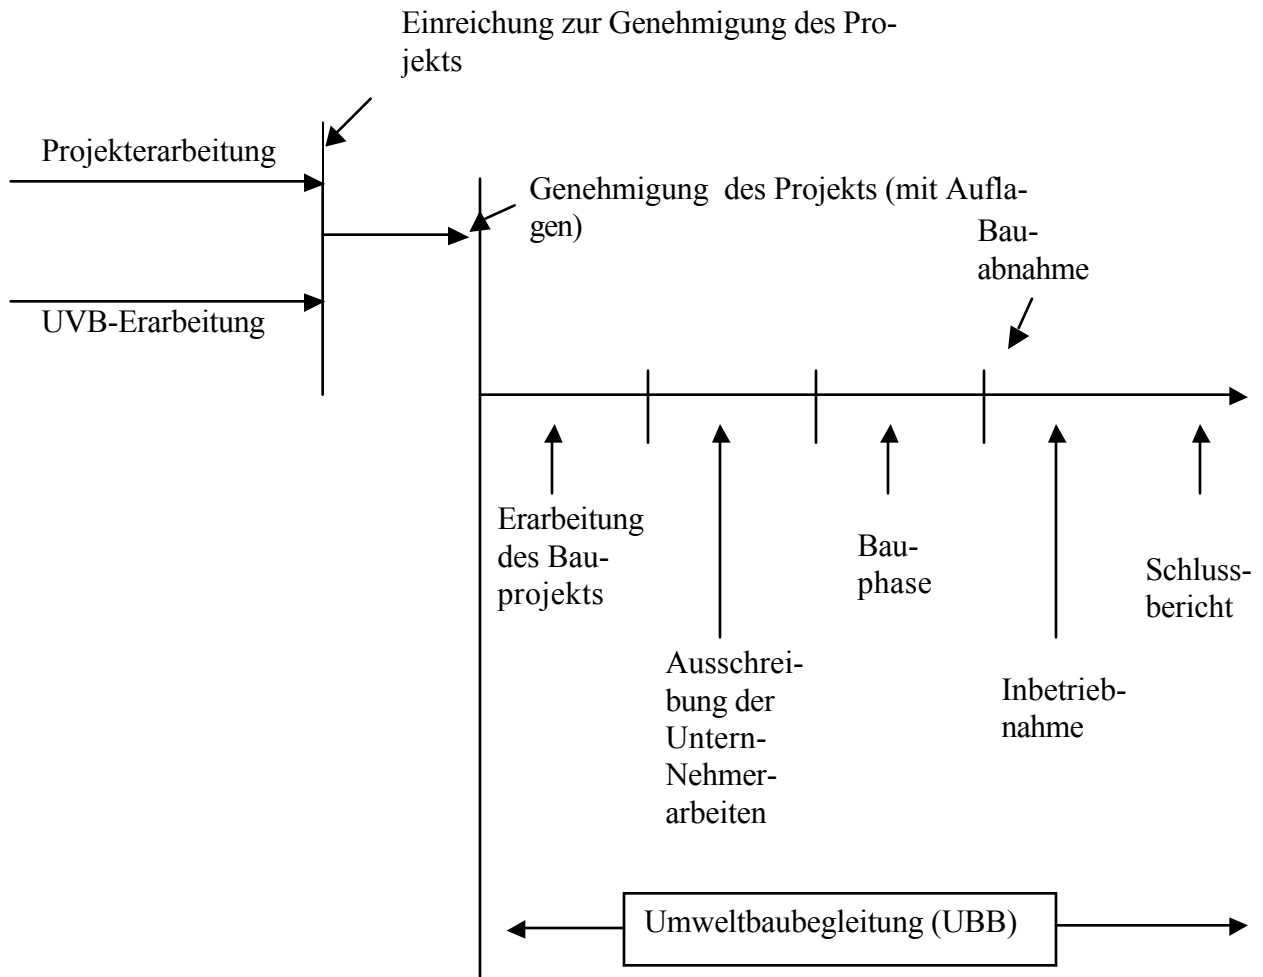 Einreichung zur Genehmigung des Pro-
jekts
Projekterarbeitung
Genehmigung des Projekts (mit Aufla-
gen)
UVB-Erarbeitung
Bau-
abnahme
Erarbeitung
des Bau-
projekts
Ausschrei-
bung der
Untern-
Nehmer-
arbeiten
Bau-
phase
Inbetrieb-
nahme
Schluss-
bericht
Umweltbaubegleitung (UBB)